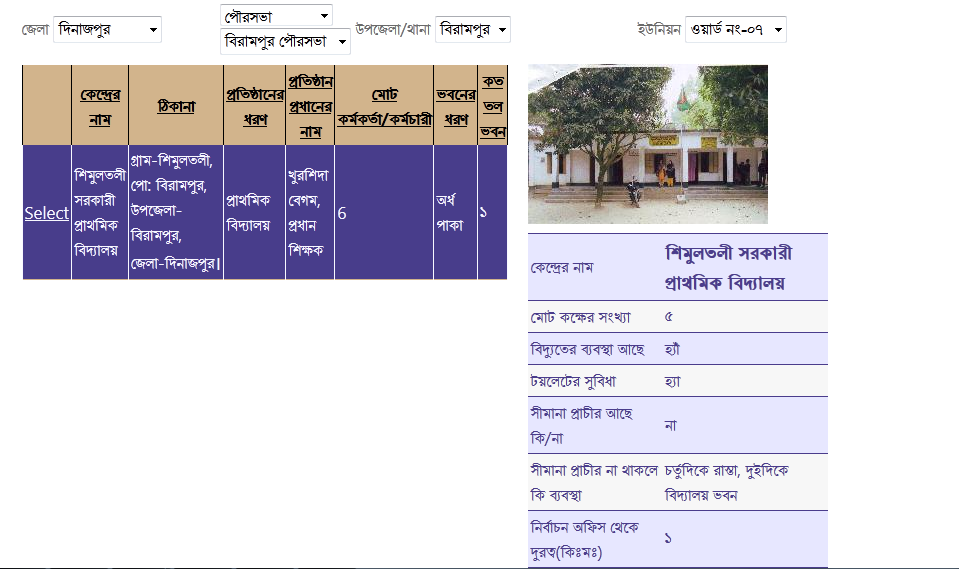 জেলা দিনাজপুর পৌরসভা
বিরামপুর পৌরসভা উপজেলা/থানা বিরামপুর ইউনিয়ন ওয়ার্ড নং-০৭
কেন্দ্রের
নাম
ঠিকানা
প্রতিষ্ঠানের
ধরণ
প্রতিষ্ঠান
প্রধানের
নাম
মোট
কর্মকর্তা/কর্মচারী
ভবনের
ধরণ
কত
তল
ভবন
Select
শিমুলতলী
সরকারী
প্রাথমিক
বিদ্যালয়
গ্রাম-শিমুলতলী,
পো: বিরামপুর,
উপজেলা-
বিরামপুর,
জেলা-দিনাজপুর।
প্রাথমিক
বিদ্যালয়
খুরশিদা
বেগম,
প্রধান
শিক্ষক
6
অর্ধ
পাকা
১
কেন্দ্রের নাম
শিমুলতলী সরকারী
প্রাথমিক বিদ্যালয়
মোট কক্ষের সংখ্যা ৫
বিদ্যুতের ব্যবস্থা আছে হ্যাঁ
টয়লেটের সুবিধা হ্যা
সীমানা প্রাচীর আছে
কি/না
না
সীমানা প্রাচীর না থাকলে
কি ব্যবস্থা
চর্তুদিকে রাস্তা, দুইদিকে
বিদ্যালয় ভবন
নির্বাচন অফিস থেকে
দুরত্ব(কিঃমঃ)
১